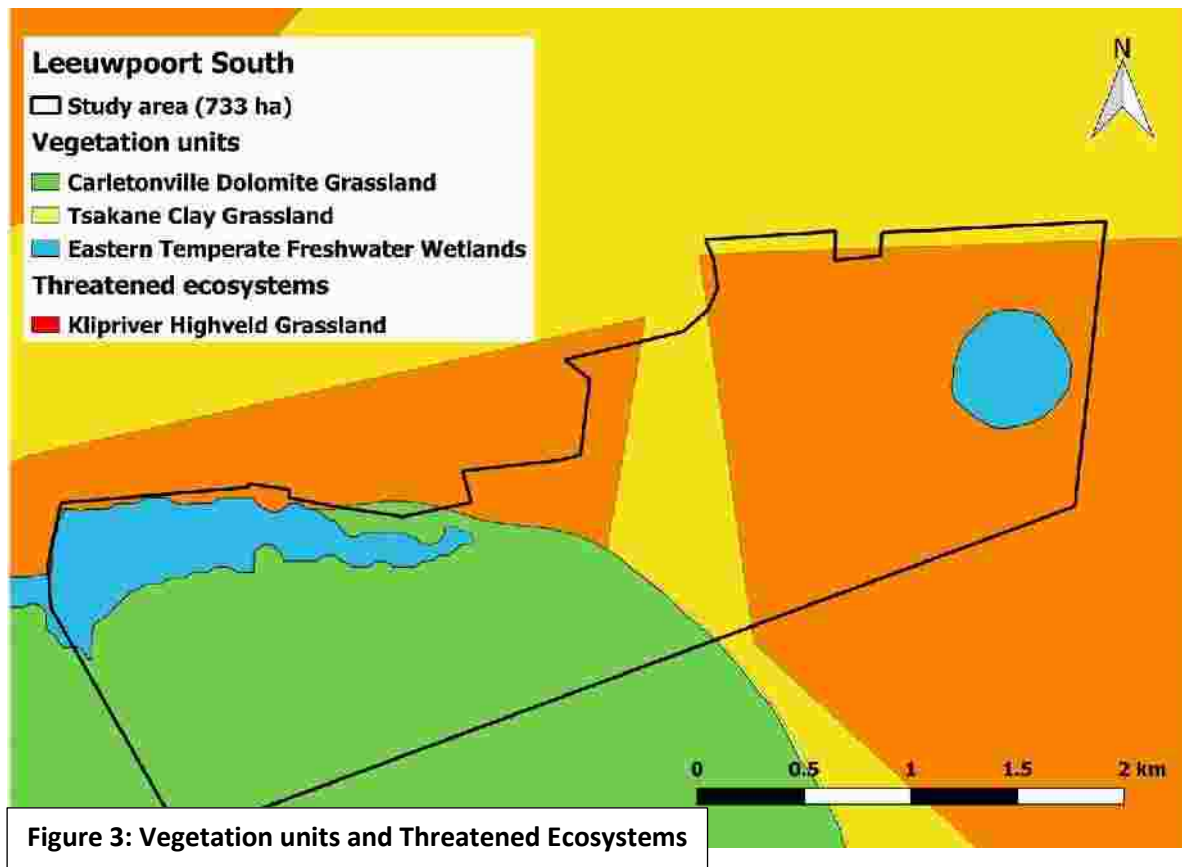 Leeuwpoort South
Study area (733 ha)
Vegetation units
Carletonville Dolomite Grassland
Tsakane Clay Grassland
Eastern Temperate Freshwater Wetlands
Threatened ecosystems
Klipriver Highveld Grassland
N
0 0.5 1 1.5 2 km
Figure 3: Vegetation units and Threatened Ecosystems